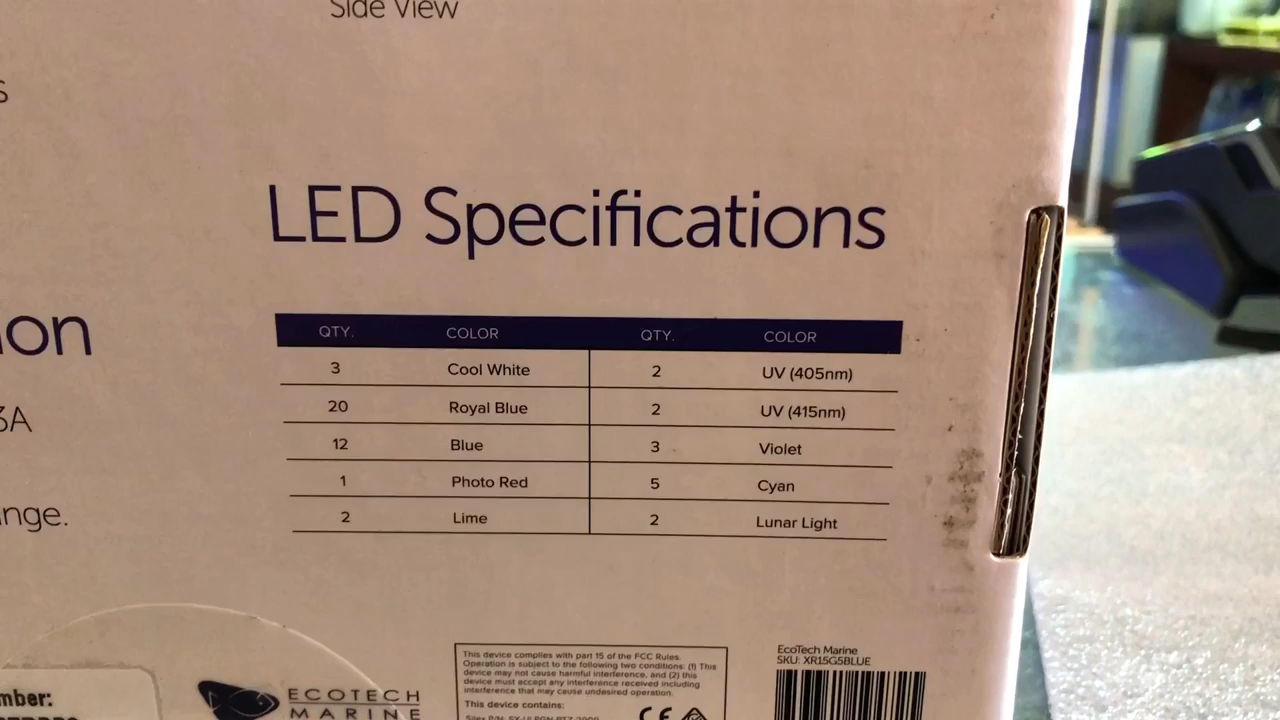 Side View
s
LED Specifications
ion
3A
nge.
QTY. COLOR QTY. COLOR
3 Cool White 2 UV (405nm)
20 Royal Blue 2 UV (415nm)
12 Blue 3 Violet
1 Photo Red 5 Cyan
2 Lime 2 Lunar Light
mber:
ECOTECH
MARINE
This device complies with part 15 of the FCC Rules.
Operation is subject to the following two conditions: (1) This
device may not cause harmful interference, and (2) this
device must accept any interference received including
interference that may cause undesired operation.
This device contains:
CE
EcoTech Marine
SKU: XR15G5BLUE